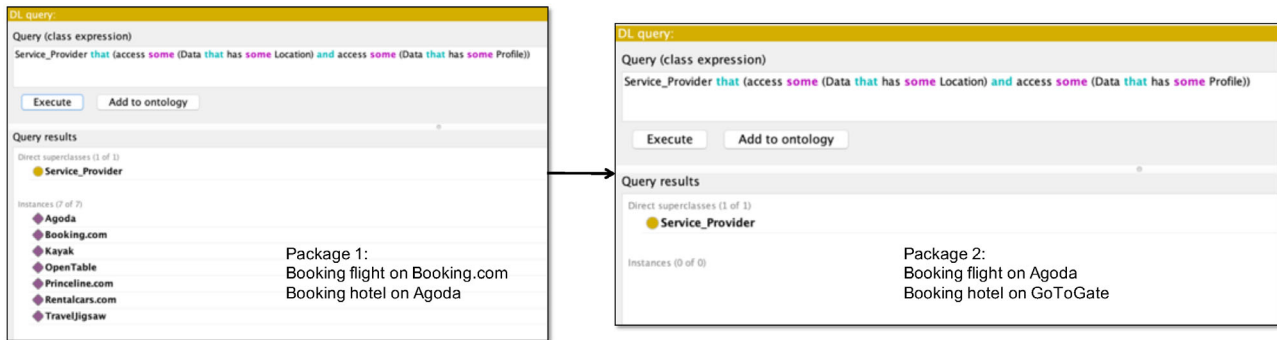 DL query:
Query (class expression)
Service_Provider that (access some (Data that has some Location) and access some (Data that has some Profile))
Execute
Add to ontology
Query results
Direct superclasses (1 of 1)
Service_Provider
Instances (7 of 7)
Agoda
Booking.com
Kayak
OpenTable
Princeline.com
Rentalcars.com
TravelJigsaw
Package 1:
Booking flight on Booking.com
Booking hotel on Agoda
DL query:
Query (class expression)
Service_Provider that (access some (Data that has some Location) and access some (Data that has some Profile))
Execute
Add to ontology
Query results
Direct superclasses (1 of 1)
Service_Provider
Instances (0 of 0)
Package 2:
Booking flight on Agoda
Booking hotel on GoToGate